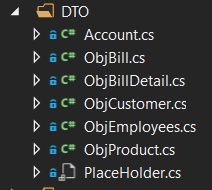 DTO
C# Account.cs
C# ObjBill.cs
C# ObjBillDetail.cs
C# ObjCustomer.cs
C# ObjEmployees.cs
C# ObjProduct.cs
PlaceHolder.cs